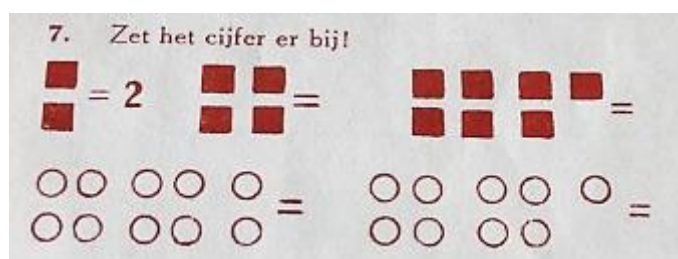 7. Zet het cijfer er bij!
= 2 =
=
= =